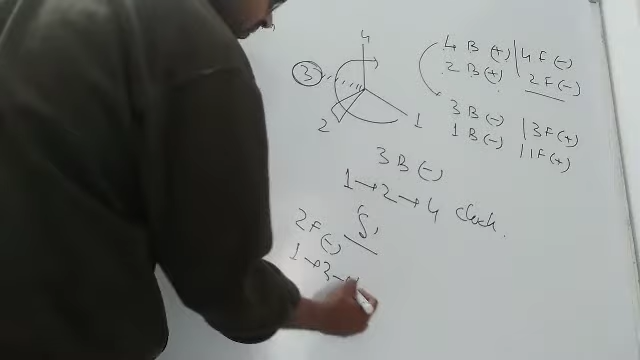 4
3
2
1
4 B (+) | 4 F (-)
2 B (+) | 2 F (-)
3 B (-) | 3 F (+)
1 B (-) | 1 F (+)
3 B (-)
1 → 2 → 4 clock.
2 F (-)
1 → 3 →